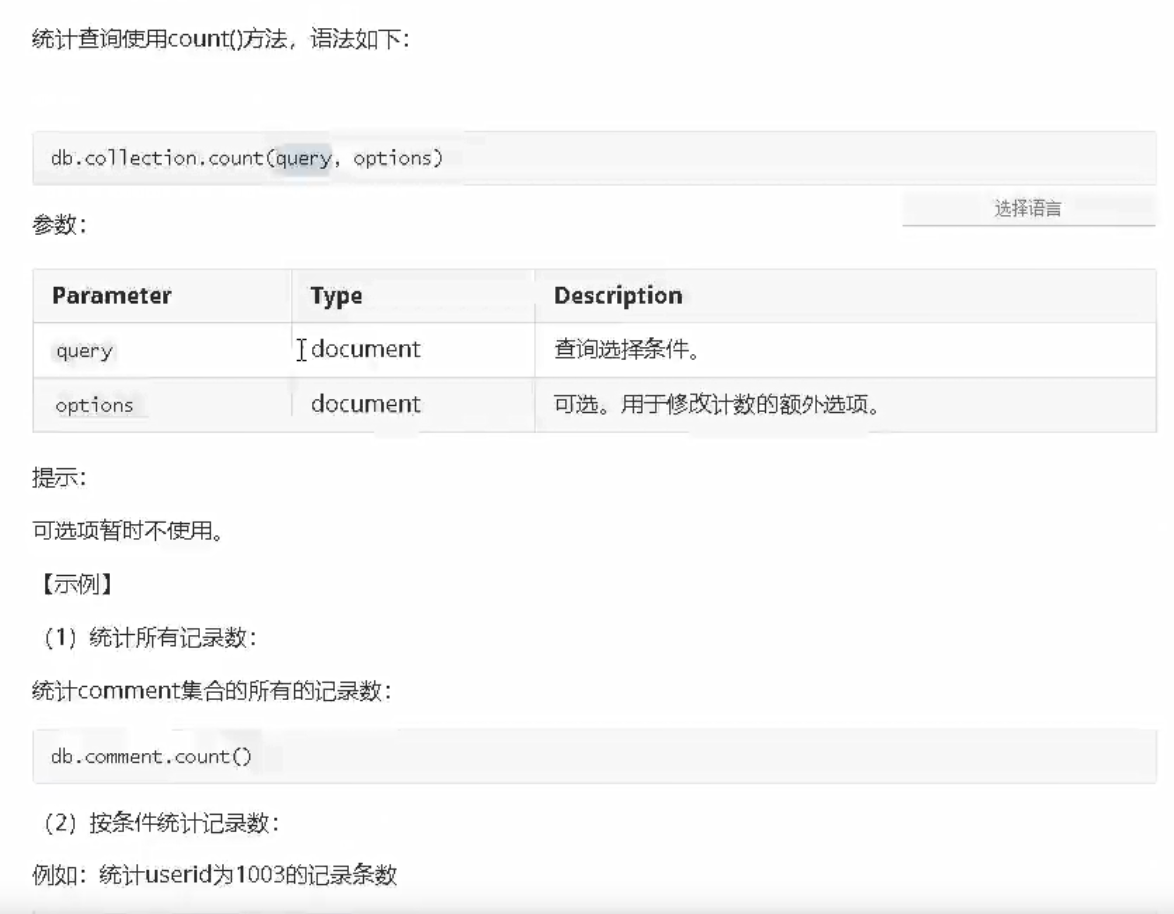 统计查询使用count()方法，语法如下：
db.collection.count(query, options)
选择语言
参数：
Parameter Type Description
query document 查询选择条件。
options document 可选。用于修改计数的额外选项。
提示：
可选项暂时不使用。
【示例】
（1）统计所有记录数：
统计comment集合的所有的记录数：
db.comment.count()
（2）按条件统计记录数：
例如：统计userid为1003的记录条数